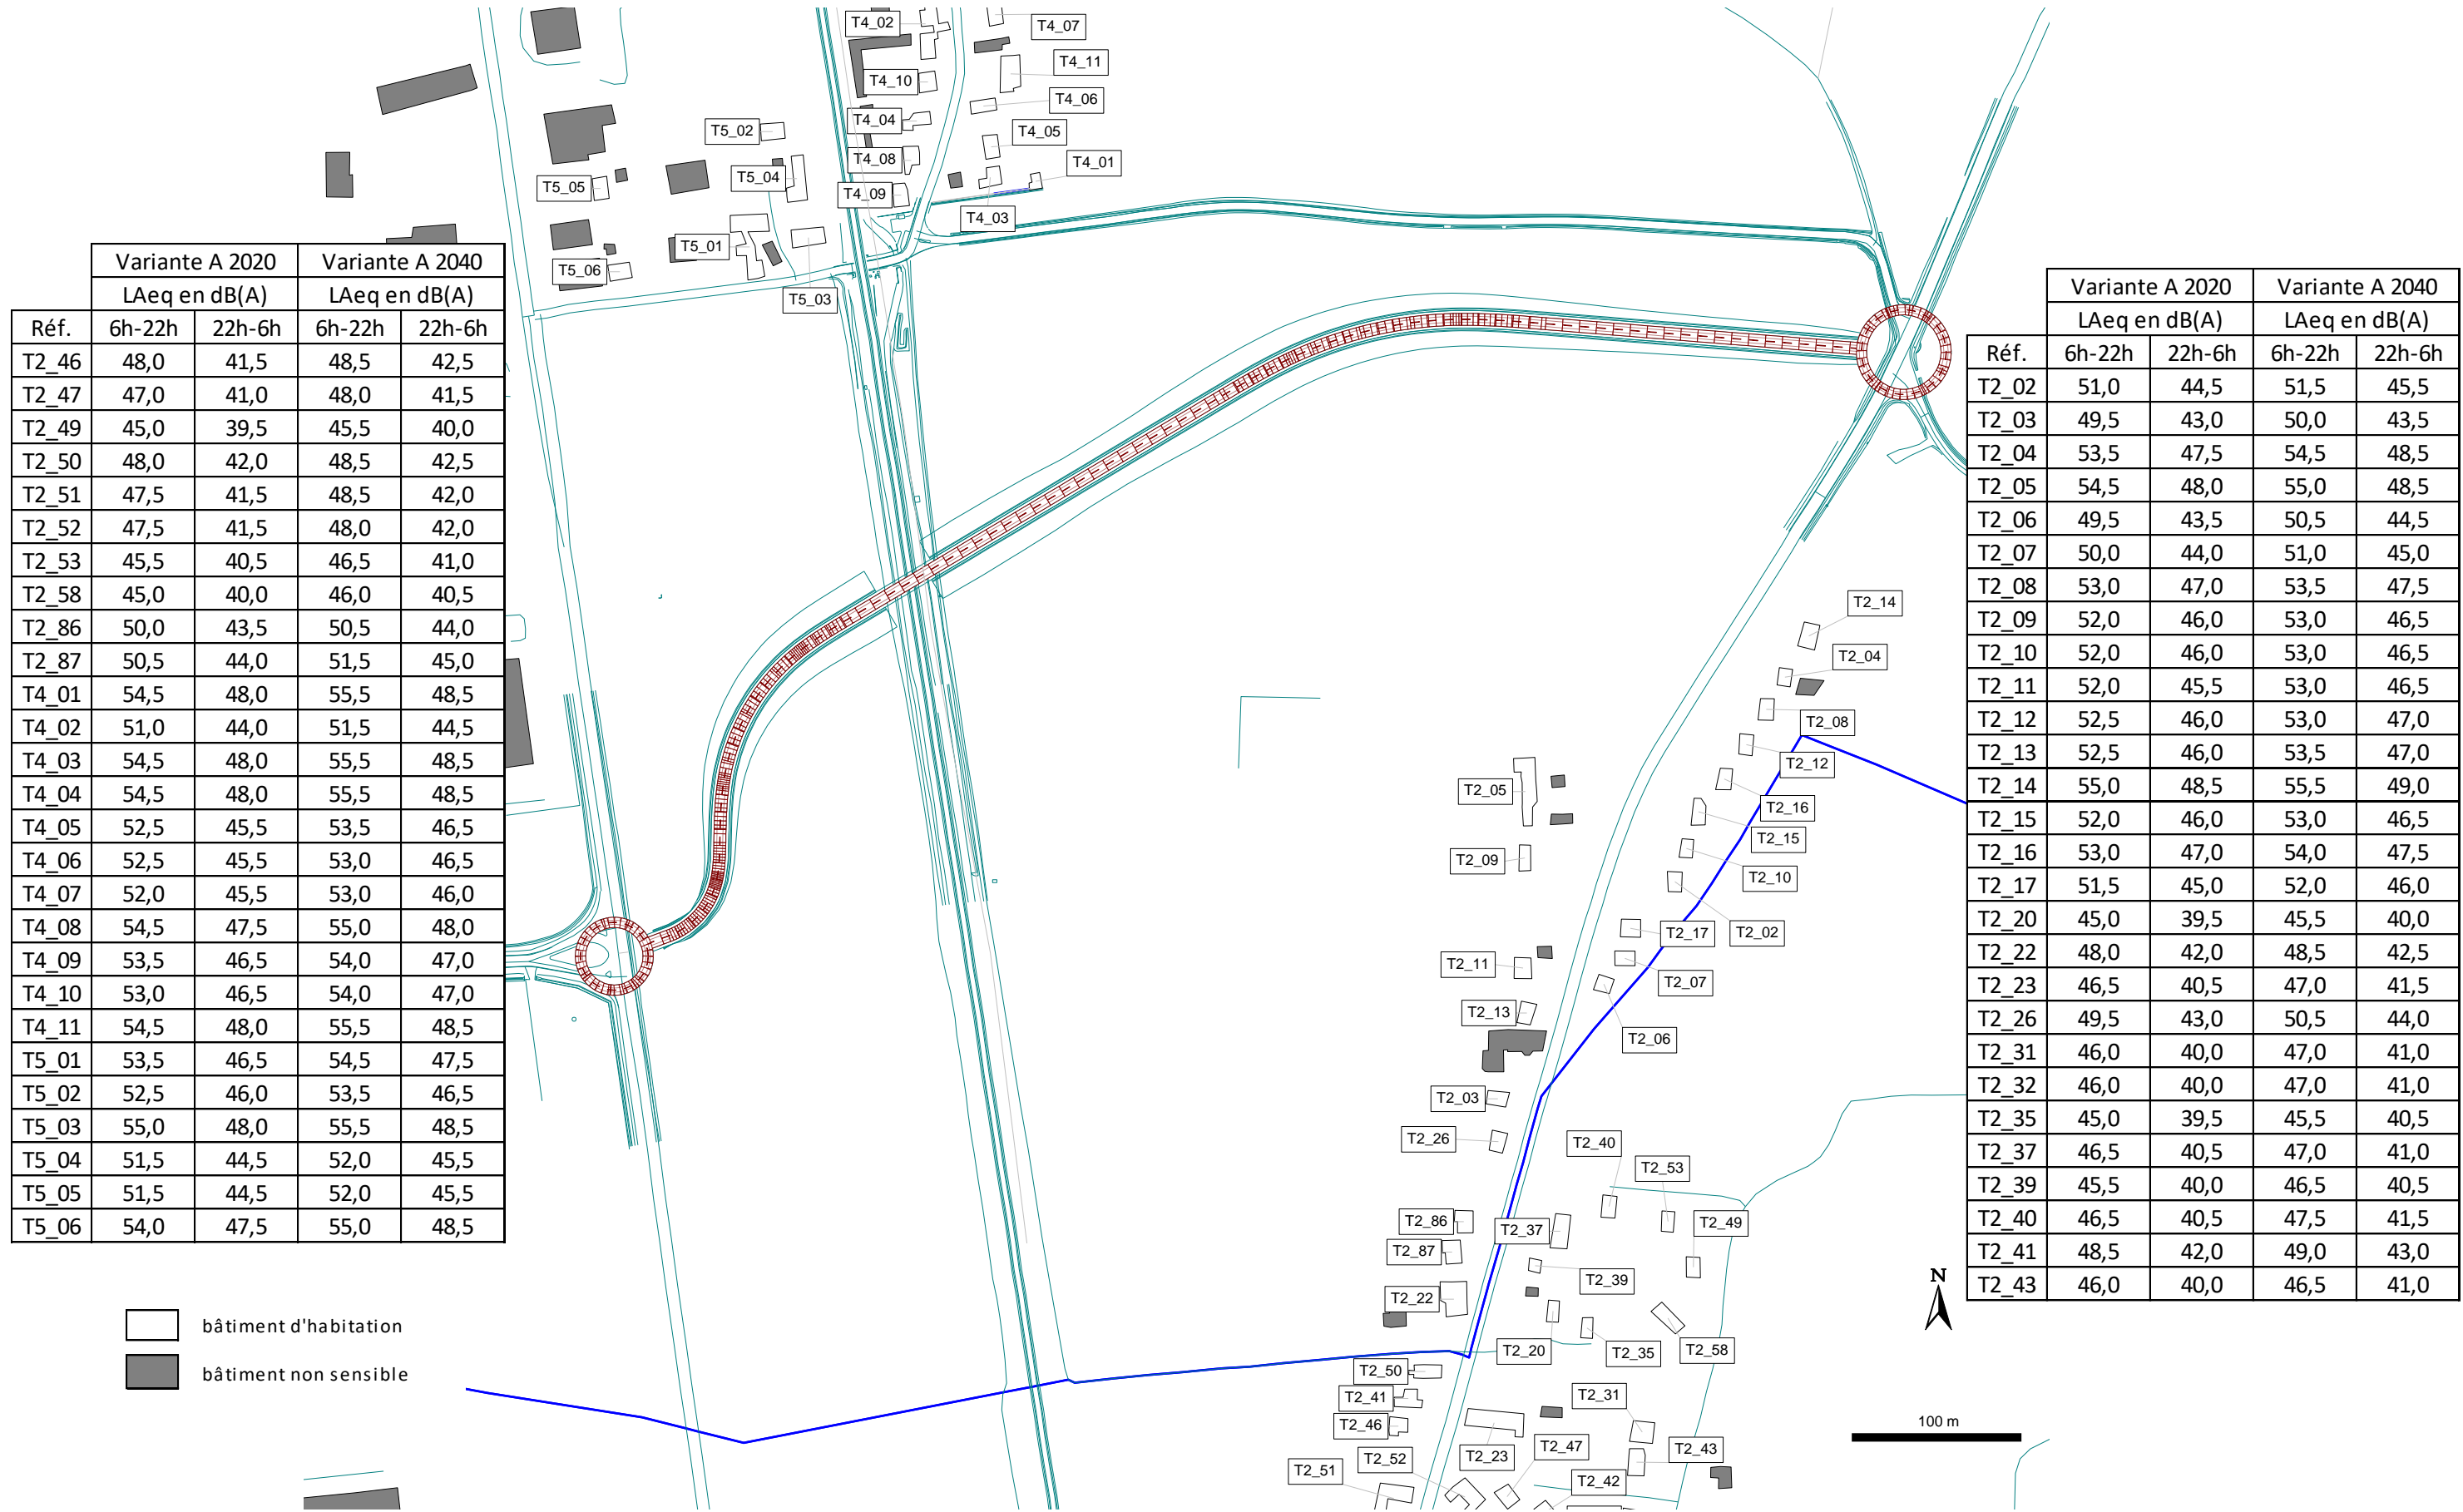 T4_02
T4_07
T4_11
T4_10
T4_06
T4_04
T5_02
T4_05
T4_08
T4_01
T5_04
T5_05
T4_09
T4_03
T5_01
T5_06
T5_03
Variante A 2020 Variante A 2040
LAeq en dB(A) LAeq en dB(A)
Réf. 6h-22h 22h-6h 6h-22h 22h-6h
T2_46 48,0 41,5 48,5 42,5
T2_47 47,0 41,0 48,0 41,5
T2_49 45,0 39,5 45,5 40,0
T2_50 48,0 42,0 48,5 42,5
T2_51 47,5 41,5 48,5 42,0
T2_52 47,5 41,5 48,0 42,0
T2_53 45,5 40,5 46,5 41,0
T2_58 45,0 40,0 46,0 40,5
T2_86 50,0 43,5 50,5 44,0
T2_87 50,5 44,0 51,5 45,0
T4_01 54,5 48,0 55,5 48,5
T4_02 51,0 44,0 51,5 44,5
T4_03 54,5 48,0 55,5 48,5
T4_04 54,5 48,0 55,5 48,5
T4_05 52,5 45,5 53,5 46,5
T4_06 52,5 45,5 53,0 46,5
T4_07 52,0 45,5 53,0 46,0
T4_08 54,5 47,5 55,0 48,0
T4_09 53,5 46,5 54,0 47,0
T4_10 53,0 46,5 54,0 47,0
T4_11 54,5 48,0 55,5 48,5
T5_01 53,5 46,5 54,5 47,5
T5_02 52,5 46,0 53,5 46,5
T5_03 55,0 48,0 55,5 48,5
T5_04 51,5 44,5 52,0 45,5
T5_05 51,5 44,5 52,0 45,5
T5_06 54,0 47,5 55,0 48,5
Variante A 2020 Variante A 2040
LAeq en dB(A) LAeq en dB(A)
Réf. 6h-22h 22h-6h 6h-22h 22h-6h
T2_02 51,0 44,5 51,5 45,5
T2_03 49,5 43,0 50,0 43,5
T2_04 53,5 47,5 54,5 48,5
T2_05 54,5 48,0 55,0 48,5
T2_06 49,5 43,5 50,5 44,5
T2_07 50,0 44,0 51,0 45,0
T2_08 53,0 47,0 53,5 47,5
T2_09 52,0 46,0 53,0 46,5
T2_10 52,0 46,0 53,0 46,5
T2_11 52,0 45,5 53,0 46,5
T2_12 52,5 46,0 53,0 47,0
T2_13 52,5 46,0 53,5 47,0
T2_14 55,0 48,5 55,5 49,0
T2_15 52,0 46,0 53,0 46,5
T2_16 53,0 47,0 54,0 47,5
T2_17 51,5 45,0 52,0 46,0
T2_20 45,0 39,5 45,5 40,0
T2_22 48,0 42,0 48,5 42,5
T2_23 46,5 40,5 47,0 41,5
T2_26 49,5 43,0 50,5 44,0
T2_31 46,0 40,0 47,0 41,0
T2_32 46,0 40,0 47,0 41,0
T2_35 45,0 39,5 45,5 40,5
T2_37 46,5 40,5 47,0 41,0
T2_39 45,5 40,0 46,5 40,5
T2_40 46,5 40,5 47,5 41,5
T2_41 48,5 42,0 49,0 43,0
T2_43 46,0 40,0 46,5 41,0
T2_14
T2_04
T2_08
T2_12
T2_05
T2_16
T2_15
T2_09
T2_10
T2_17
T2_02
T2_11
T2_07
T2_13
T2_06
T2_03
T2_26
T2_40
T2_53
T2_86
T2_37
T2_49
T2_87
T2_39
T2_22
T2_20
T2_35
T2_58
T2_50
T2_41
T2_31
T2_46
T2_23
T2_47
T2_43
T2_52
T2_51
T2_42
N
100 m
bâtiment d'habitation
bâtiment non sensible